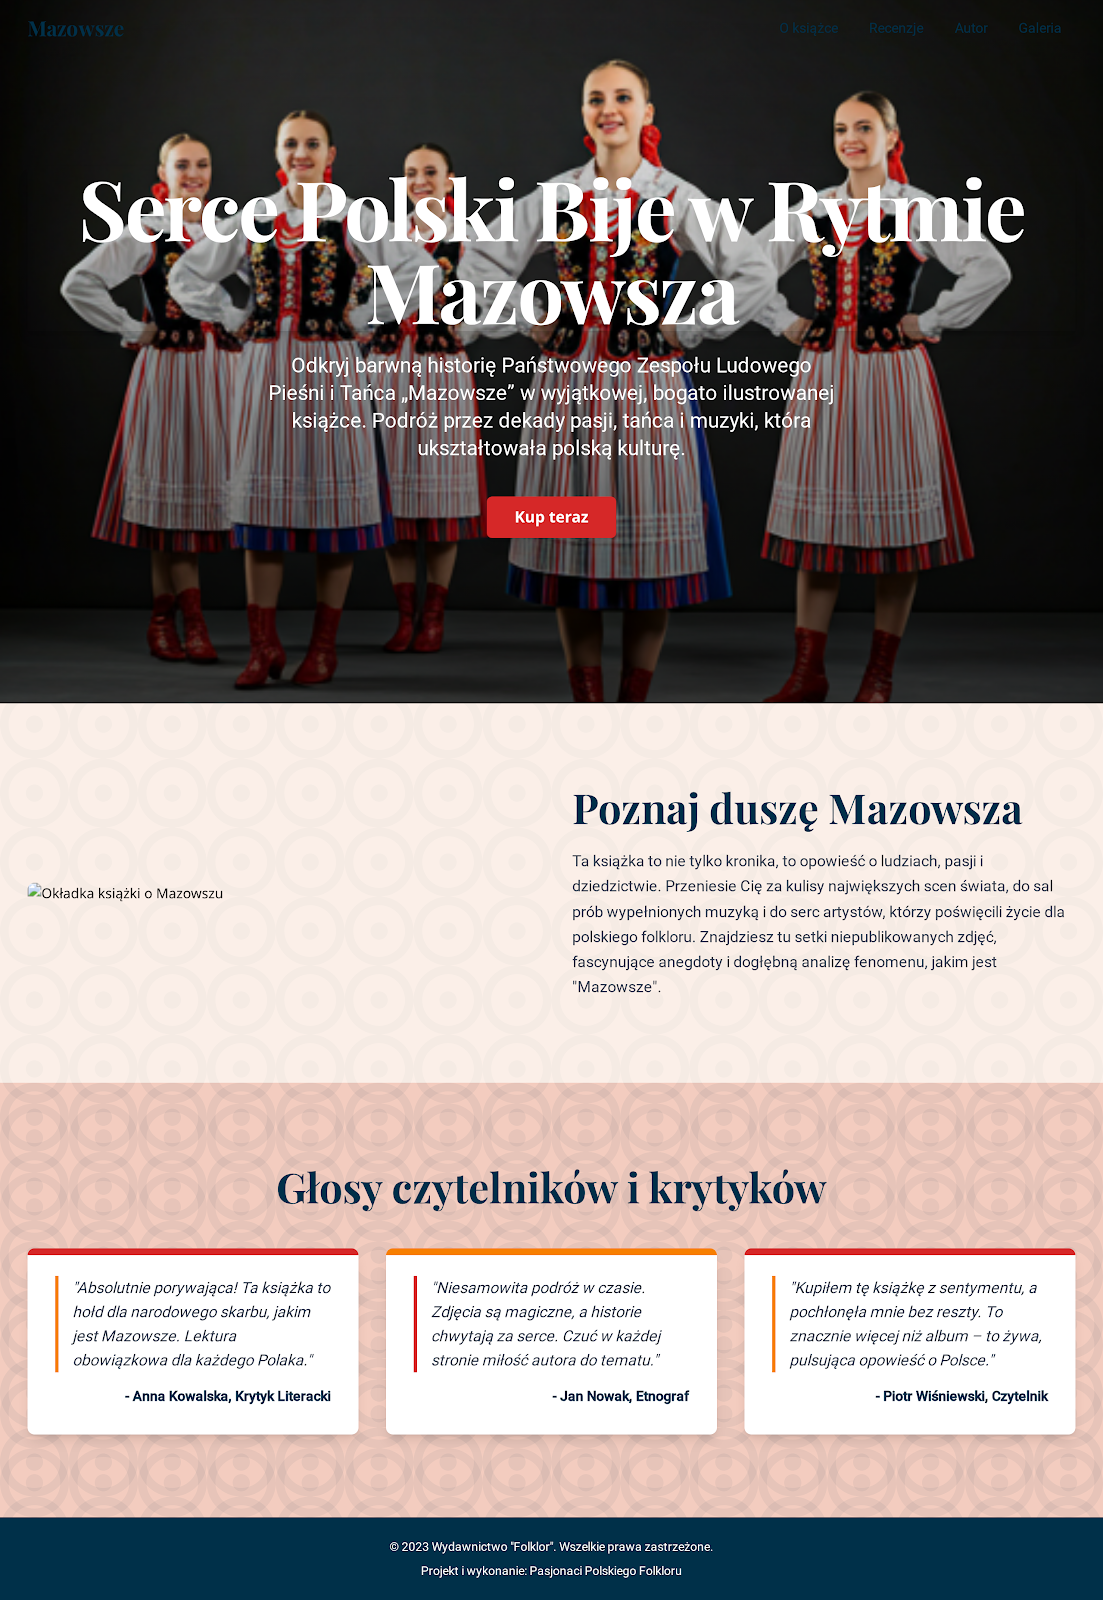 Mazowsze
O książce Recenzje Autor Galeria
Serce Polski Bije w Rytmie
Mazowsza
Odkryj barwną historię Państwowego Zespołu Ludowego
Pieśni i Tańca „Mazowsze” w wyjątkowej, bogato ilustrowanej
książce. Podróż przez dekady pasji, tańca i muzyki, która
ukształtowała polską kulturę.
Kup teraz
Okładka książki o Mazowszu
Poznaj duszę Mazowsza
Ta książka to nie tylko kronika, to opowieść o ludziach, pasji i
dziedzictwie. Przeniesie Cię za kulisy największych scen świata, do sal
prób wypełnionych muzyką i do serc artystów, którzy poświęcili życie dla
polskiego folkloru. Znajdziesz tu setki niepublikowanych zdjęć,
fascynujące anegdoty i dogłębną analizę fenomenu, jakim jest
"Mazowsze".
Głosy czytelników i krytyków
"Absolutnie porywająca! Ta książka to
hołd dla narodowego skarbu, jakim
jest Mazowsze. Lektura
obowiązkowa dla każdego Polaka."
- Anna Kowalska, Krytyk Literacki
"Niesamowita podróż w czasie.
Zdjęcia są magiczne, a historie
chwytają za serce. Czuć w każdej
stronie miłość autora do tematu."
- Jan Nowak, Etnograf
"Kupiłem tę książkę z sentymentu, a
pochłonęła mnie bez reszty. To
znacznie więcej niż album – to żywa,
pulsująca opowieść o Polsce."
- Piotr Wiśniewski, Czytelnik
© 2023 Wydawnictwo "Folklor". Wszelkie prawa zastrzeżone.
Projekt i wykonanie: Pasjonaci Polskiego Folkloru